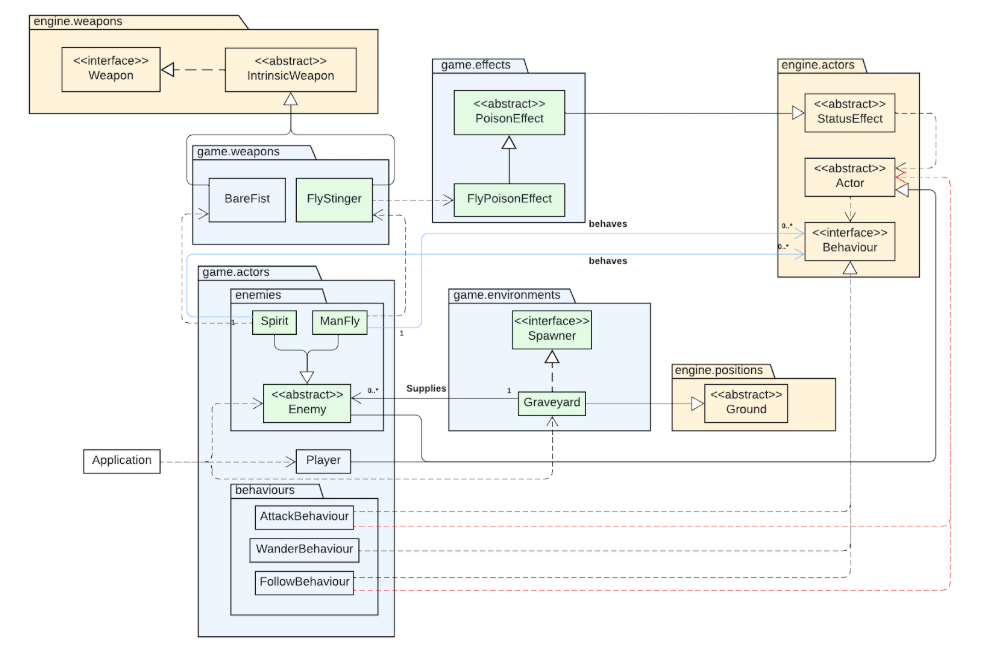 engine.weapons
<<interface>>
Weapon
<<abstract>>
IntrinsicWeapon
game.effects
<<abstract>>
PoisonEffect
FlyPoisonEffect
engine.actors
<<abstract>>
StatusEffect
<<abstract>>
Actor
<<interface>>
Behaviour
game.weapons
BareFist
FlyStinger
behaves
0..*
behaves
0..*
game.actors
enemies
Spirit
1
ManFly
1
<<abstract>>
Enemy
0..*
Supplies
1
game.environments
<<interface>>
Spawner
Graveyard
engine.positions
<<abstract>>
Ground
Application
Player
behaviours
AttackBehaviour
WanderBehaviour
FollowBehaviour